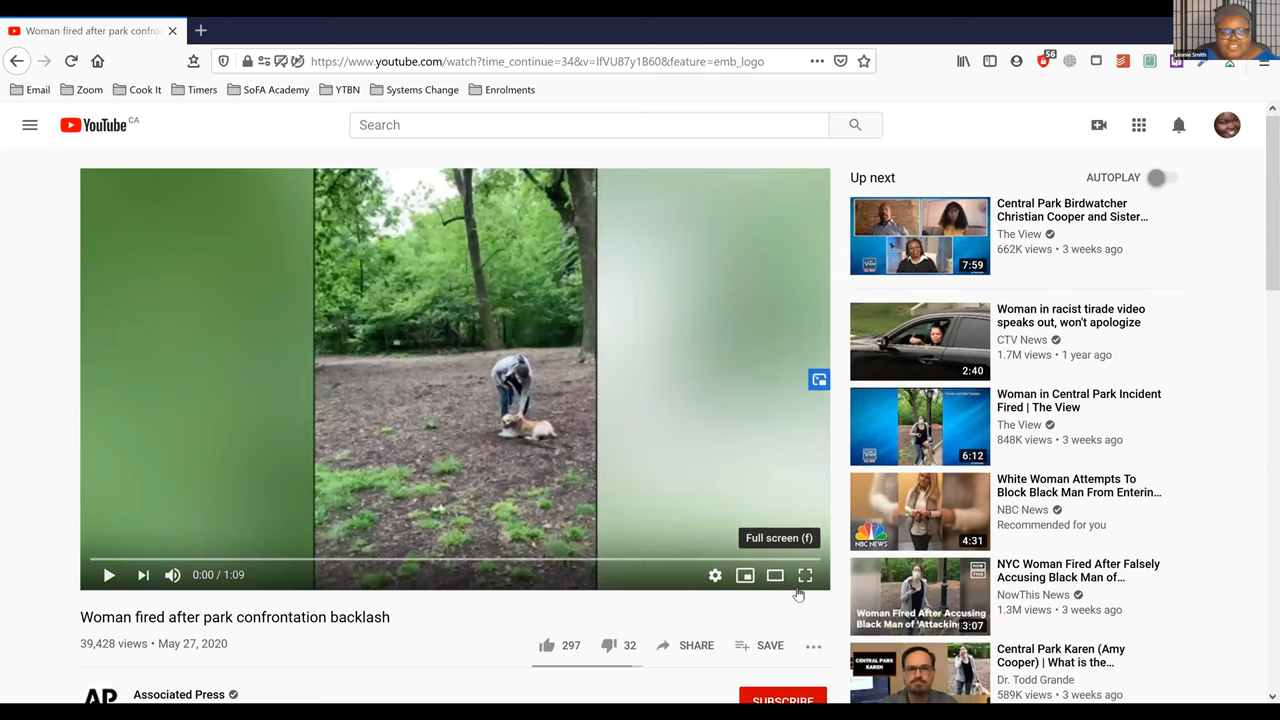 Woman fired after park confro
https://www.youtube.com/watch?time_continue=34&v=IfVU87y1B60&feature=emb_logo
56
Leonie Smith
Email
Zoom
Cook It
Timers
SoFA Academy
YTBN
Systems Change
Enrolments
YouTube CA
Search
Full screen (f)
0:00 / 1:09
Woman fired after park confrontation backlash
39,428 views • May 27, 2020
297
32
SHARE
SAVE
AP
Associated Press
SUBSCRIBE
Up next
AUTOPLAY
7:59
Central Park Birdwatcher
Christian Cooper and Sister…
The View
662K views • 3 weeks ago
2:40
Woman in racist tirade video
speaks out, won't apologize
CTV News
1.7M views • 1 year ago
6:12
Woman in Central Park Incident
Fired | The View
The View
848K views • 3 weeks ago
NBC NEWS
4:31
White Woman Attempts To
Block Black Man From Enterin…
NBC News
Recommended for you
Woman Fired After Accusing
Black Man of 'Attackin
3:07
NYC Woman Fired After Falsely
Accusing Black Man of…
NowThis News
1.3M views • 3 weeks ago
CENTRAL PARK
KAREN
Central Park Karen (Amy
Cooper) | What is the…
Dr. Todd Grande
589K views • 3 weeks ago